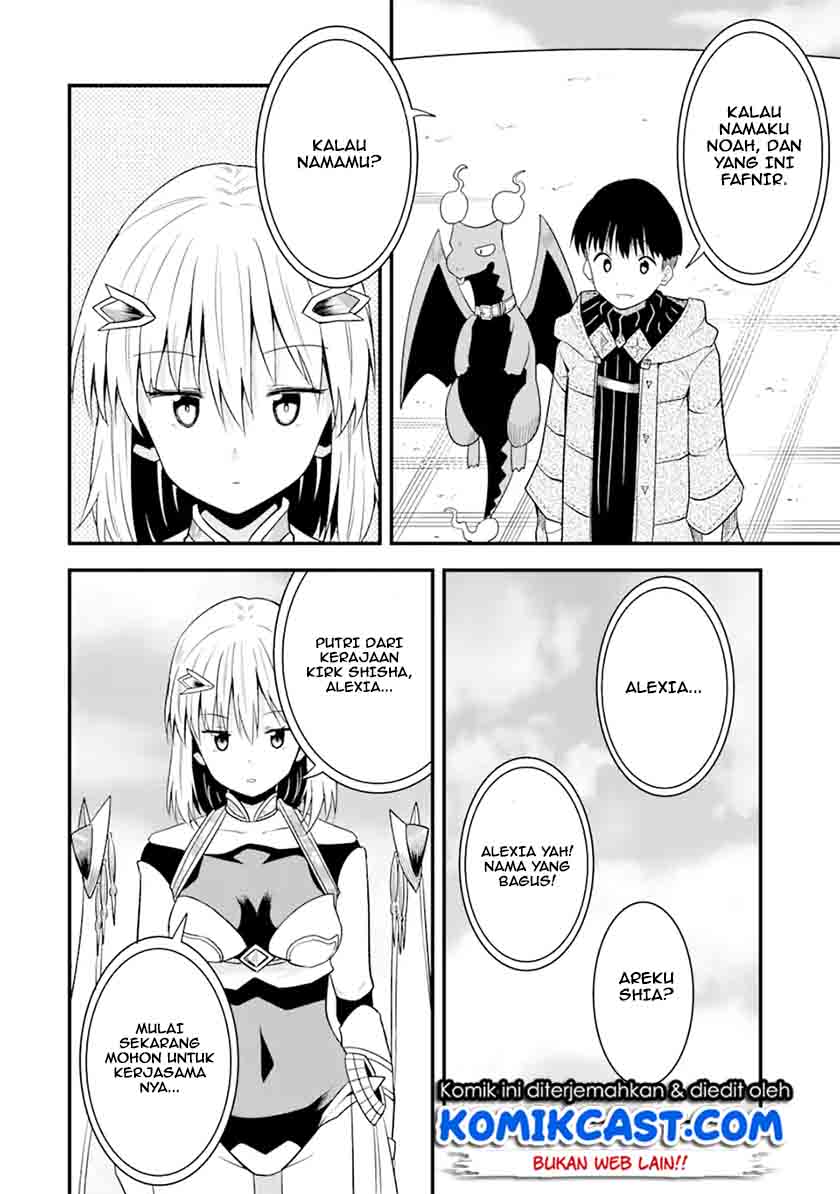 KALAU
NAMAKU
NOAH, DAN
YANG INI
FAFNIR.
KALAU
NAMAMU?
ALEXIA...
ALEXIA YAH!
NAMA YANG
BAGUS!
AREKU
SHIA?
PUTRI DARI
KERAJAAN
KIRK SHISHA,
ALEXIA...
MULAI
SEKARANG
MOHON UNTUK
KERJASAMA
NYA...
Komik ini diterjemahkan & diedit oleh
KOMIKCAST.COM
BUKAN WEB LAIN!!